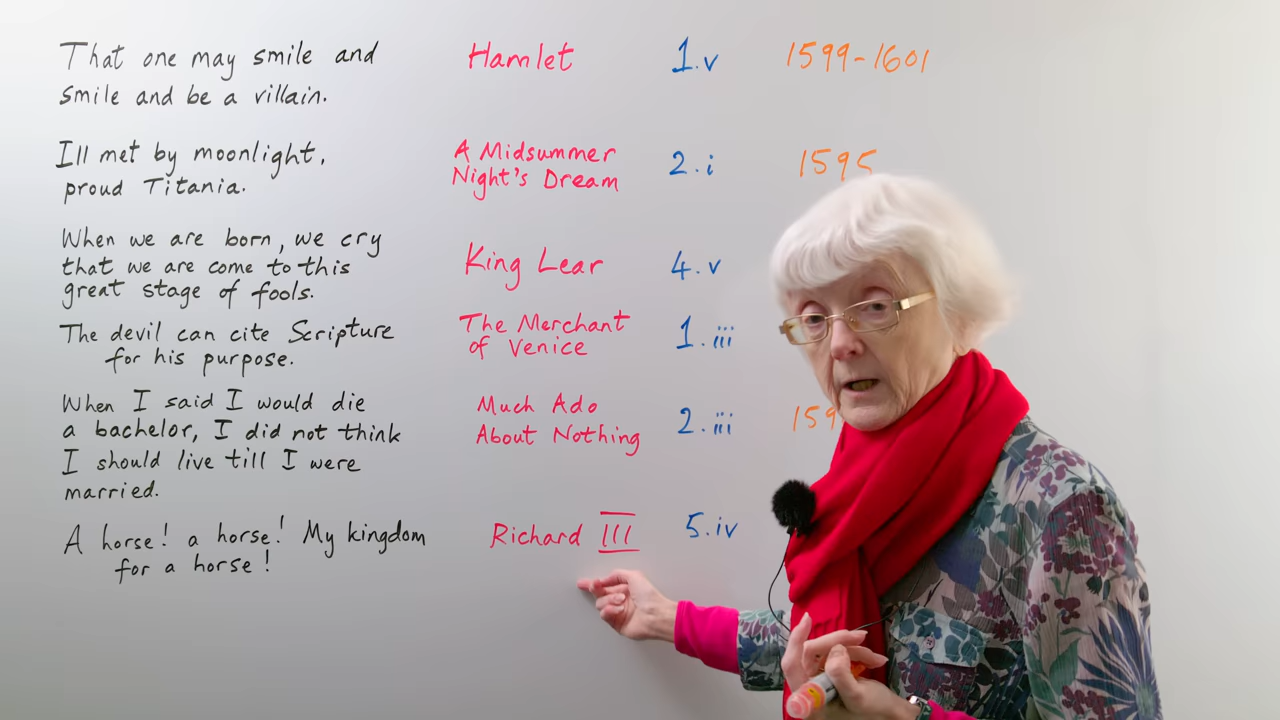 That one may smile and
smile and be a villain.
Hamlet
1.v
1599-1601
Ill met by moonlight,
proud Titania.
A Midsummer
Night's Dream
2.i
1595
When we are born, we cry
that we are come to this
great stage of fools.
King Lear
4.v
The devil can cite Scripture
for his purpose.
The Merchant
of Venice
1.iii
When I said I would die
a bachelor, I did not think
I should live till I were
married.
Much Ado
About Nothing
2.iii
A horse! a horse! My kingdom
for a horse!
Richard III
5.iv